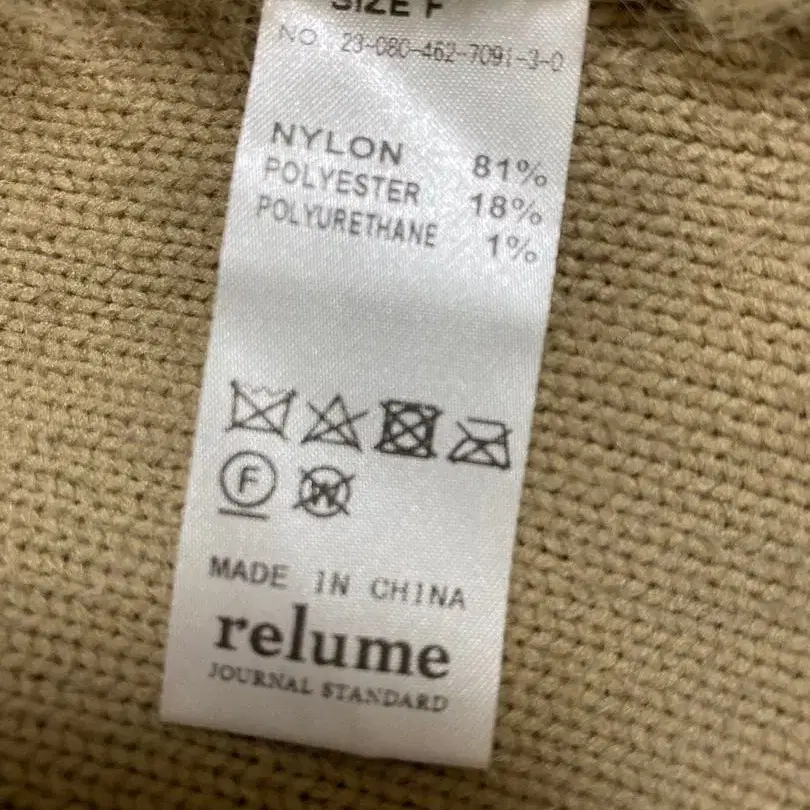 SIZE F
NO 23-080-462-7091-3-0
NYLON 81%
POLYESTER 18%
POLYURETHANE 1%
F W
MADE IN CHINA
relume
JOURNAL STANDARD